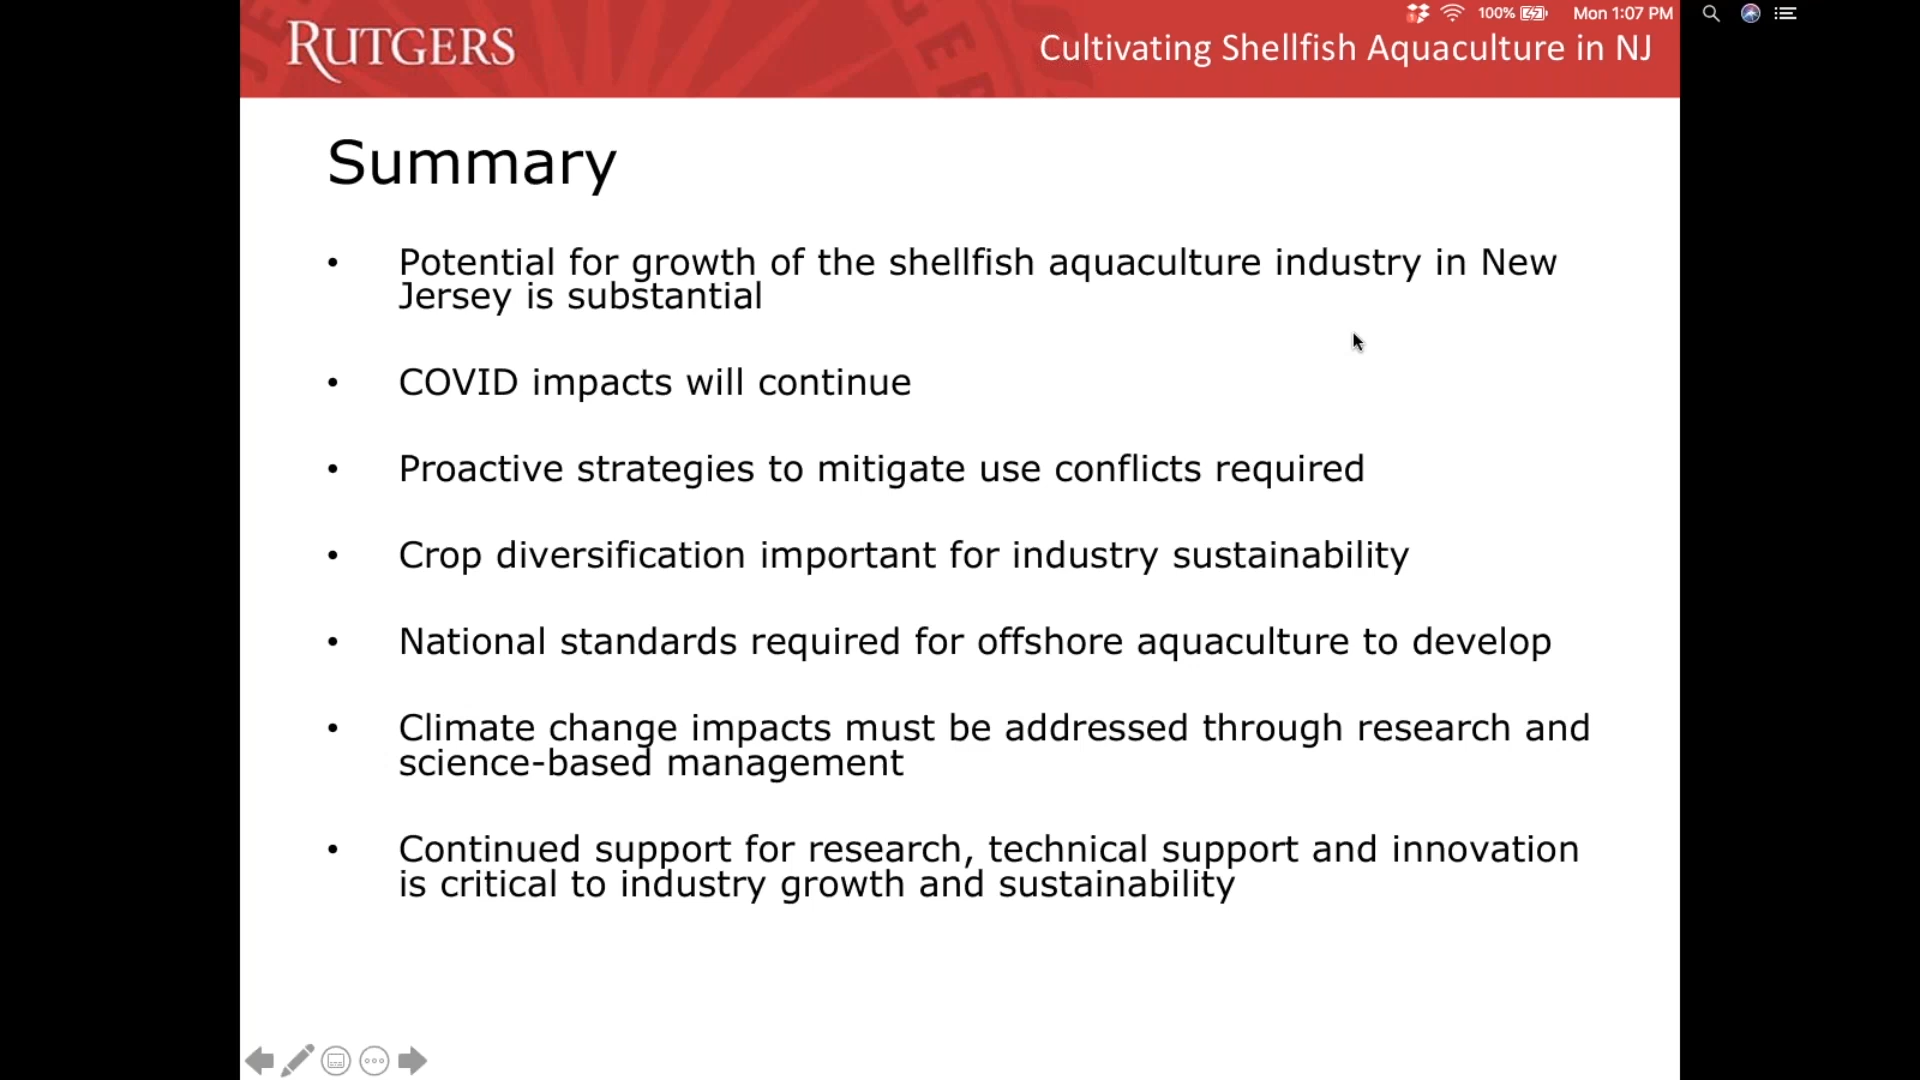 100% Mon 1:07 PM
RUTGERS
Cultivating Shellfish Aquaculture in NJ
Summary
• Potential for growth of the shellfish aquaculture industry in New
Jersey is substantial
• COVID impacts will continue
• Proactive strategies to mitigate use conflicts required
• Crop diversification important for industry sustainability
• National standards required for offshore aquaculture to develop
• Climate change impacts must be addressed through research and
science-based management
• Continued support for research, technical support and innovation
is critical to industry growth and sustainability